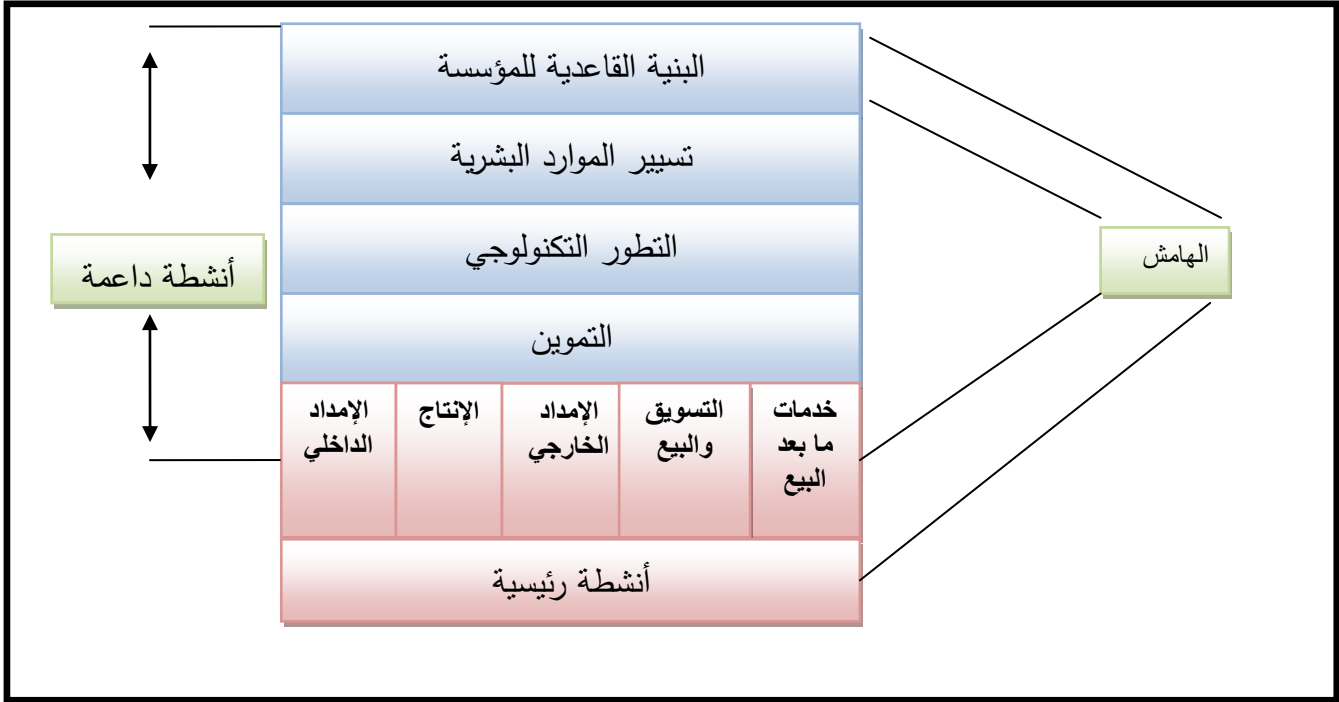 البنية القاعدية للمؤسسة
تسيير الموارد البشرية
التطور التكنولوجي
التموين
أنشطة داعمة
الهامش
الإمداد
الداخلي
الإنتاج
الإمداد
الخارجي
التسويق
والبيع
خدمات
ما بعد
البيع
أنشطة رئيسية